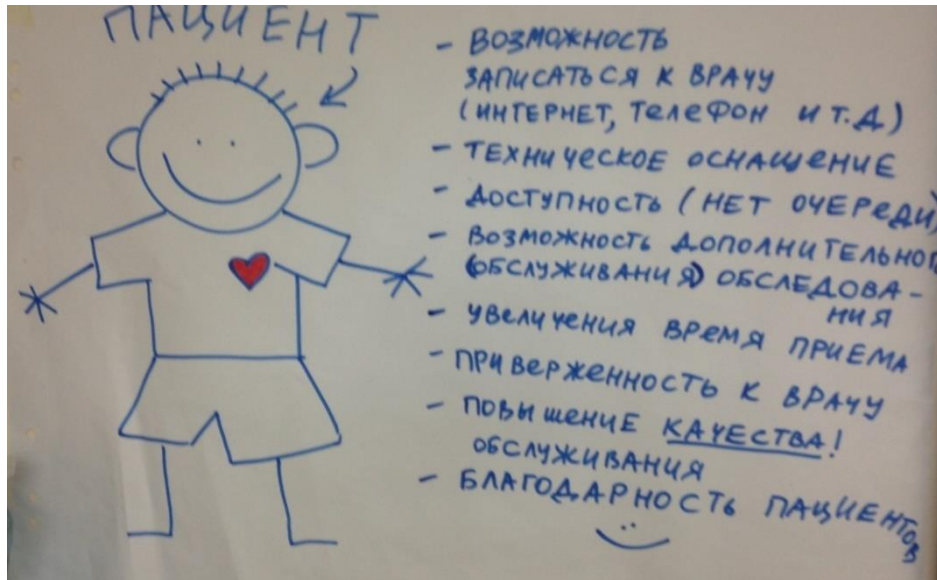 ПАЦИЕНТ
- ВОЗМОЖНОСТЬ
ЗАПИСАТЬСЯ К ВРАЧУ
(ИНТЕРНЕТ, ТЕЛЕФОН И Т.Д)
- ТЕХНИЧЕСКОЕ ОСНАЩЕНИЕ
- ДОСТУПНОСТЬ (НЕТ ОЧЕРЕДИ)
- ВОЗМОЖНОСТЬ ДОПОЛНИТЕЛЬНОГ
(ОБСЛУЖИВАНИЯ) ОБСЛЕДОВА -
НИЯ
- УВЕЛИЧЕНИЯ ВРЕМЯ ПРИЕМА
- ПРИВЕРЖЕННОСТЬ К ВРАЧУ
- ПОВЫШЕНИЕ КАЧЕСТВА!
ОБСЛУЖИВАНИЯ
- БЛАГОДАРНОСТЬ ПАЦИЕНТОВ